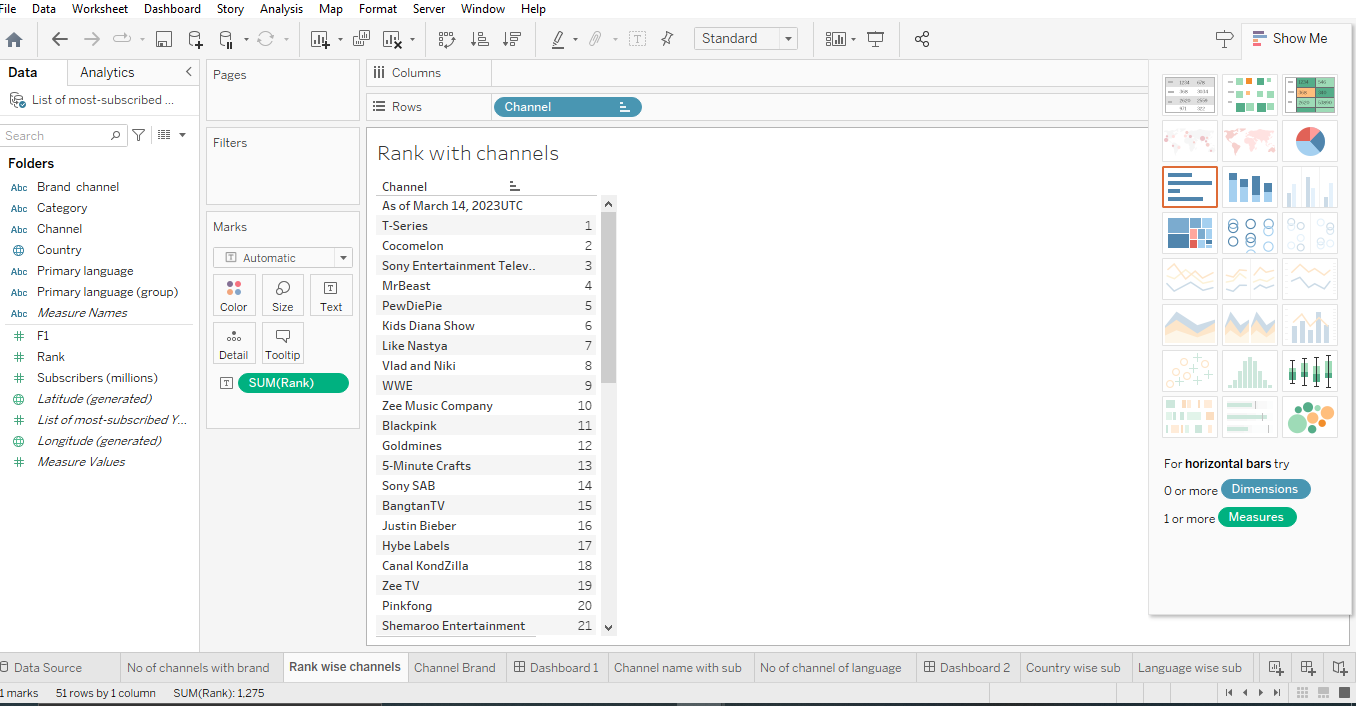 File Data Worksheet Dashboard Story Analysis Map Format Server Window Help
Standard
Show Me
Data Analytics
List of most-subscribed ...
Search
Folders
Abc Brand channel
Abc Category
Abc Channel
Country
Abc Primary language
Abc Primary language (group)
Abc Measure Names
F1
Rank
Subscribers (millions)
Latitude (generated)
List of most-subscribed Y...
Longitude (generated)
Measure Values
Pages
Filters
Marks
Automatic
Color Size Text
Detail Tooltip
SUM(Rank)
Columns
Rows Channel
Rank with channels
Channel
As of March 14, 2023UTC
T-Series 1
Cocomelon 2
Sony Entertainment Telev.. 3
MrBeast 4
PewDiePie 5
Kids Diana Show 6
Like Nastya 7
Vlad and Niki 8
WWE 9
Zee Music Company 10
Blackpink 11
Goldmines 12
5-Minute Crafts 13
Sony SAB 14
BangtanTV 15
Justin Bieber 16
Hybe Labels 17
Canal KondZilla 18
Zee TV 19
Pinkfong 20
Shemaroo Entertainment 21
For horizontal bars try
0 or more Dimensions
1 or more Measures
Data Source No of channels with brand Rank wise channels Channel Brand Dashboard 1 Channel name with sub No of channel of language Dashboard 2 Country wise sub Language wise sub
1 marks 51 rows by 1 column SUM(Rank): 1,275